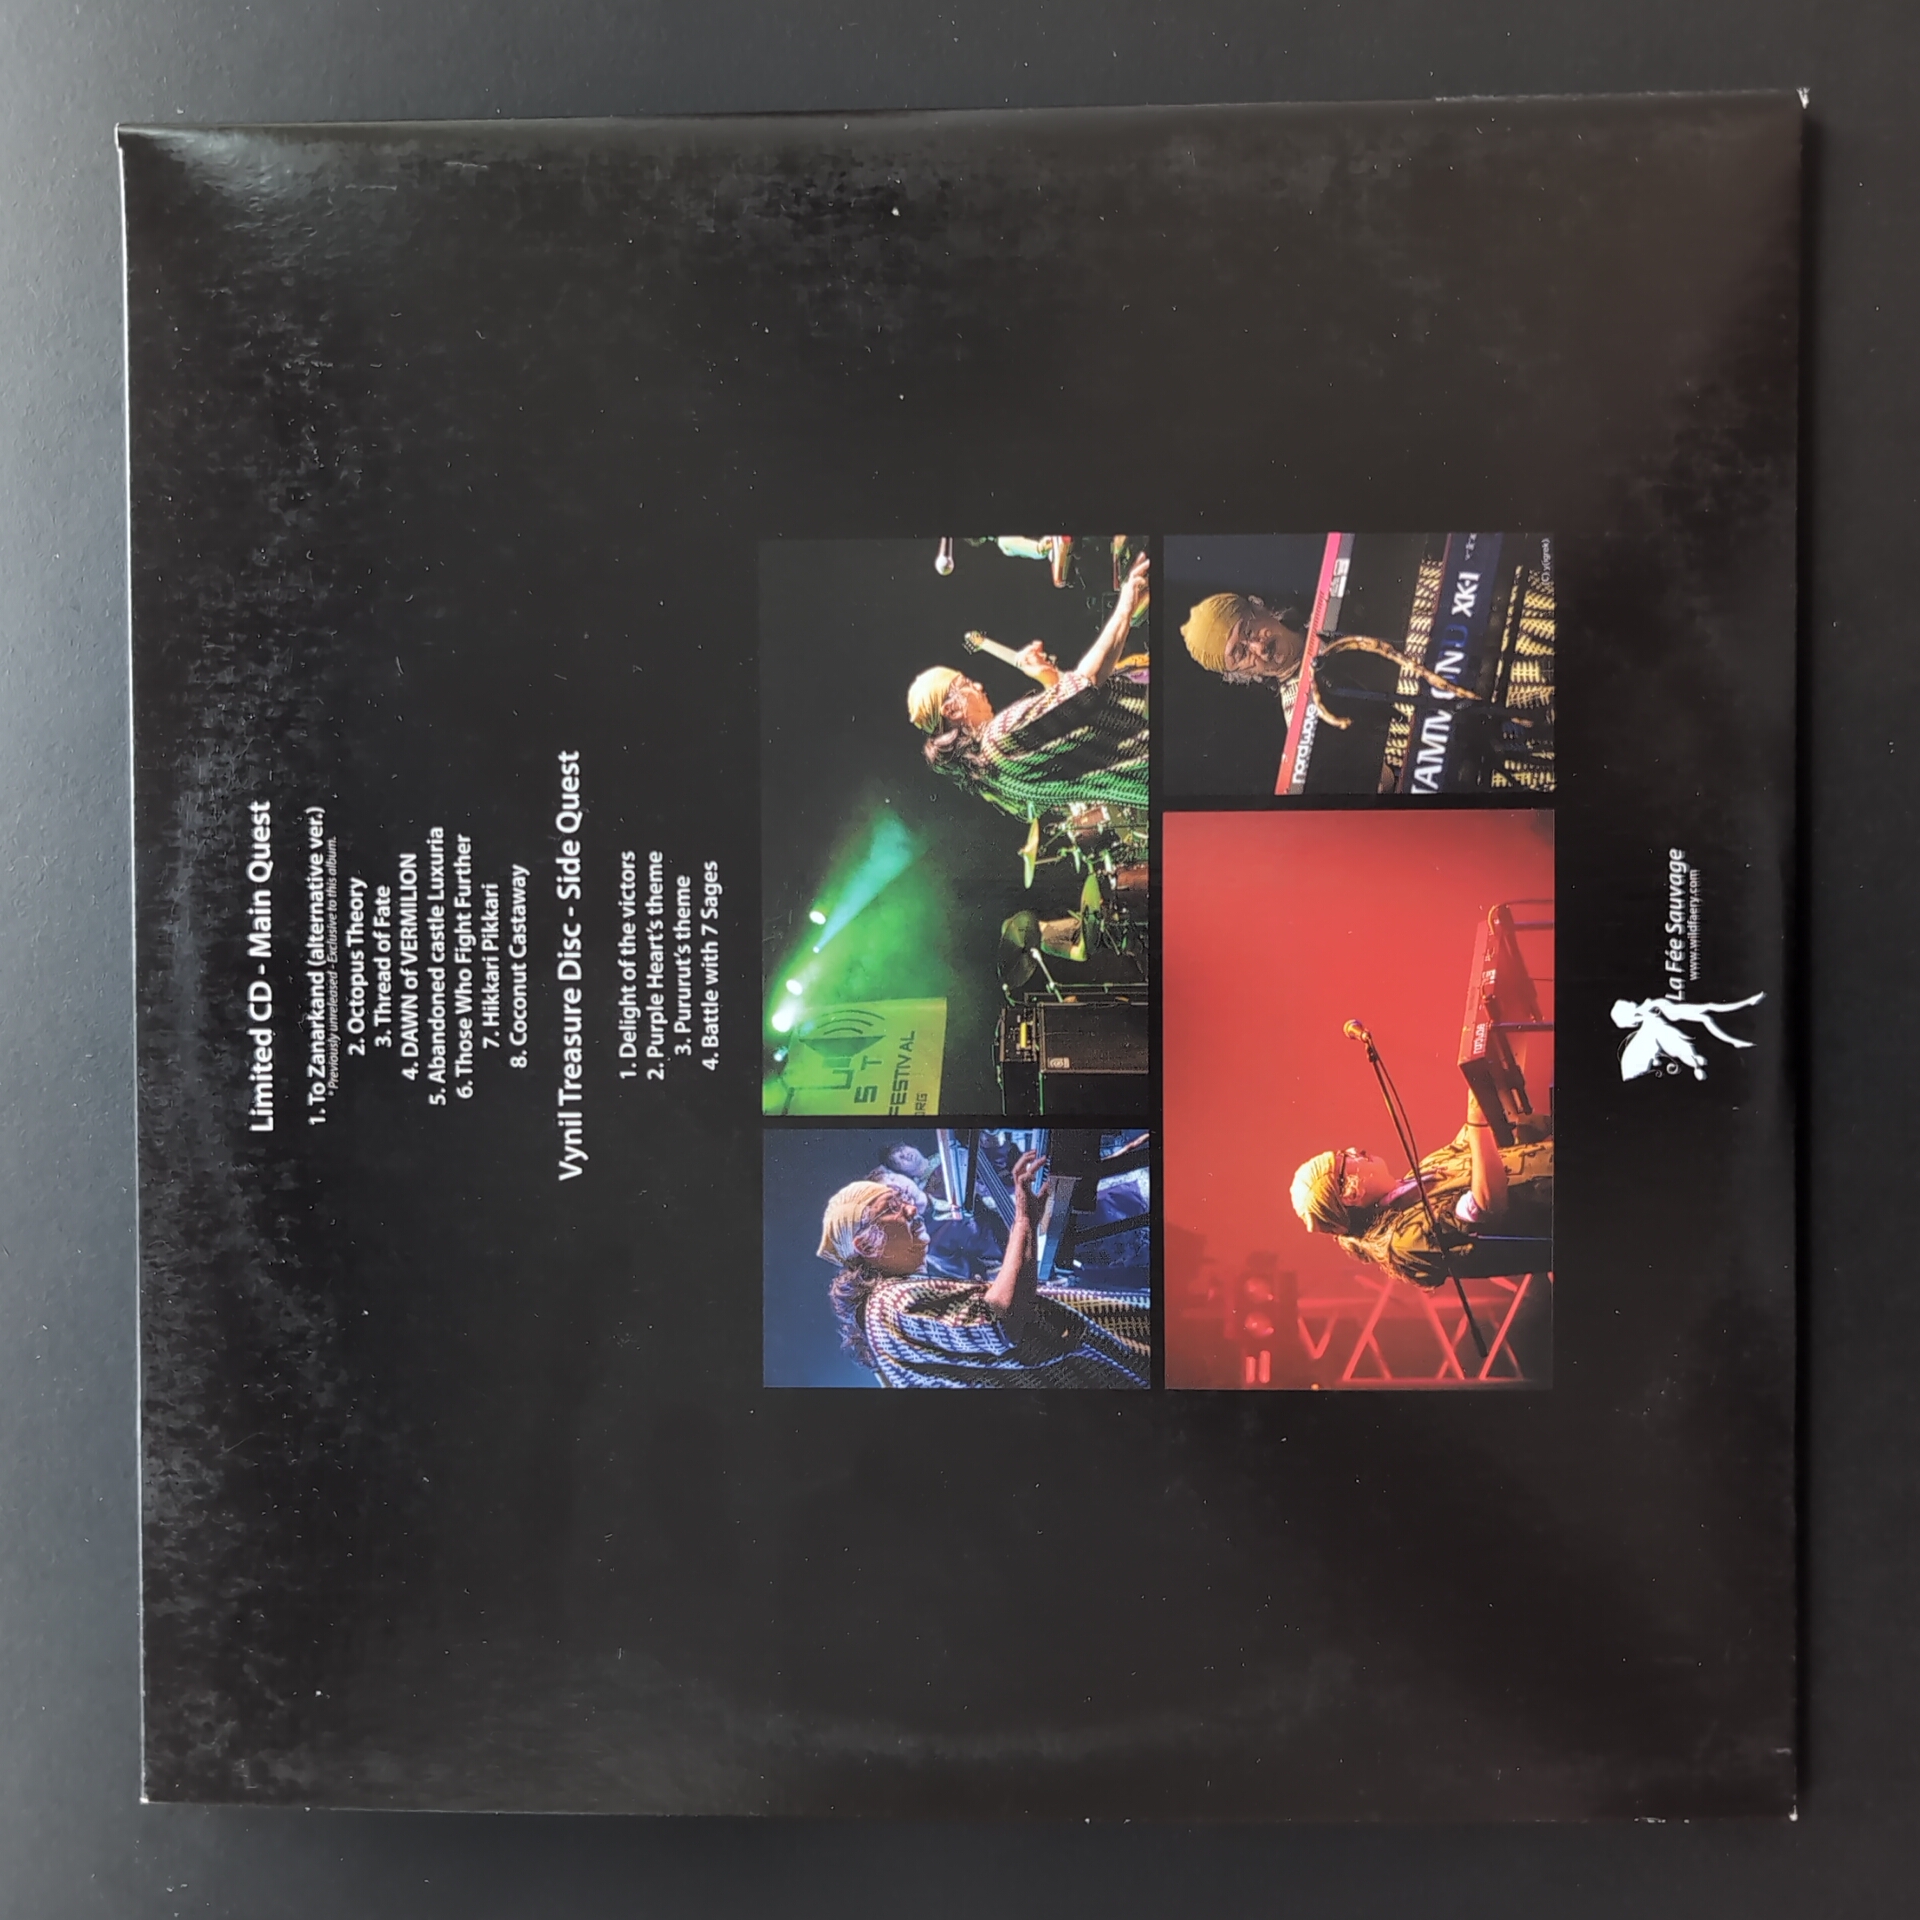 Limited CD - Main Quest
1. To Zanarkand (alternative ver.)
* Previously unreleased - Exclusive to this album.
2. Octopus Theory
3. Thread of Fate
4. DAWN of VERMILION
5. Abandoned castle Luxuria
6. Those Who Fight Further
7. Hikkari Pikkari
8. Coconut Castaway
Vynil Treasure Disc - Side Quest
1. Delight of the victors
2. Purple Heart's theme
3. Pururut's theme
4. Battle with 7 Sages
S T
FESTIVAL
ORG
nord wave
HAMMOND XK-1
(C) y(igrek)
La Fée Sauvage
www.wildfaery.com